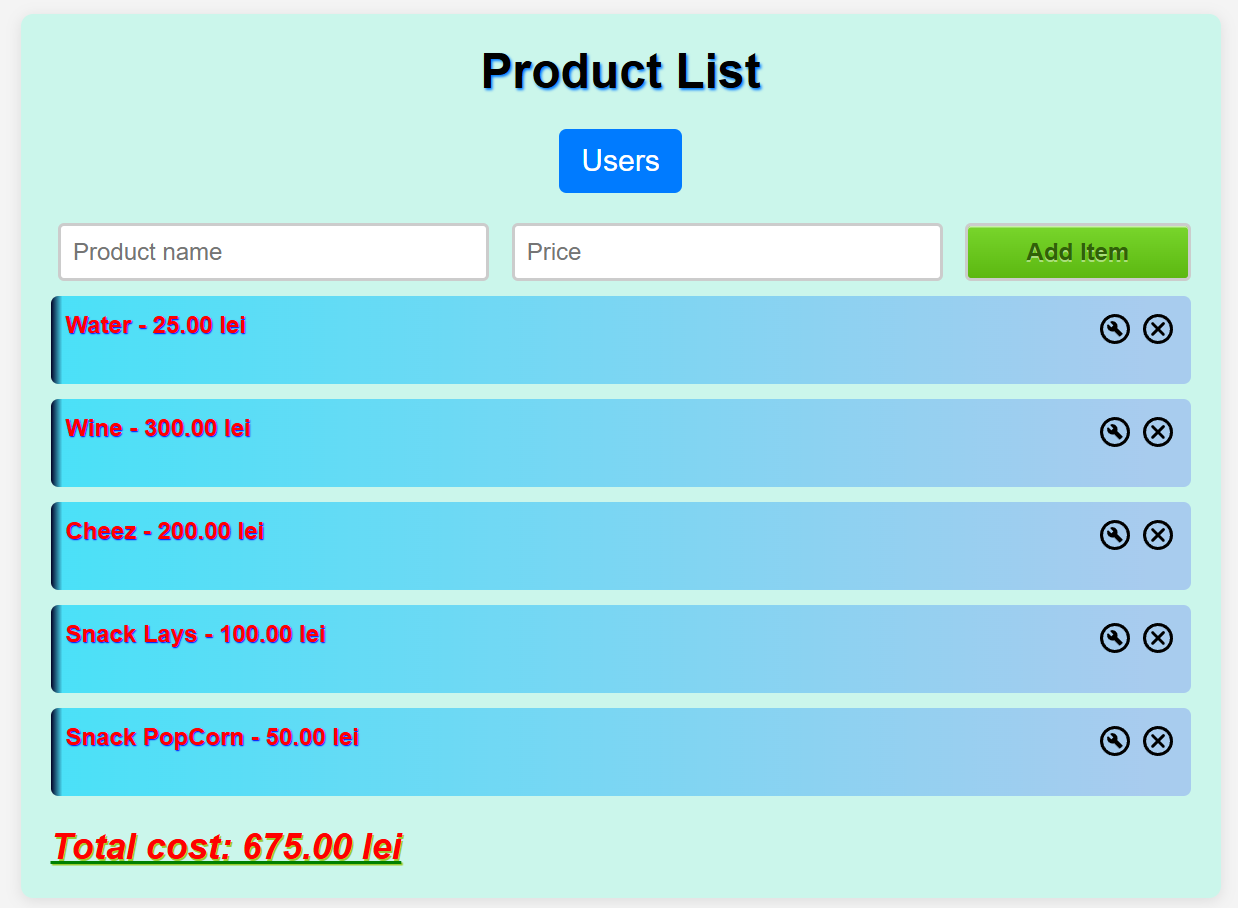 Product List
Users
Product name
Price
Add Item
Water - 25.00 lei
Wine - 300.00 lei
Cheez - 200.00 lei
Snack Lays - 100.00 lei
Snack PopCorn - 50.00 lei
Total cost: 675.00 lei